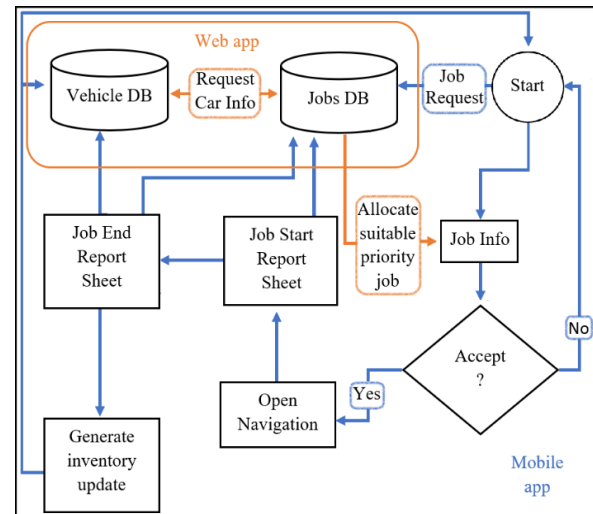 Web app
Vehicle DB
Request
Car Info
Jobs DB
Job
Request
Start
Job End
Report
Sheet
Job Start
Report
Sheet
Allocate
suitable
priority
job
Job Info
No
Accept
?
Yes
Open
Navigation
Generate
inventory
update
Mobile
app